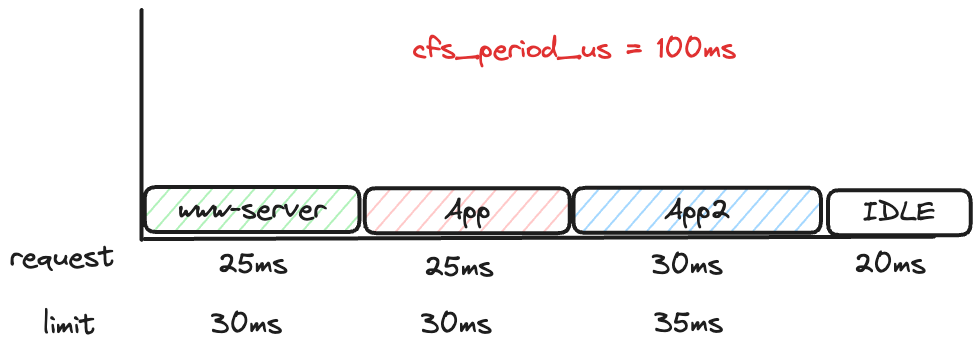 cfs_period_us = 100ms
www-server App App2 IDLE
request 25ms 25ms 30ms 20ms
limit 30ms 30ms 35ms